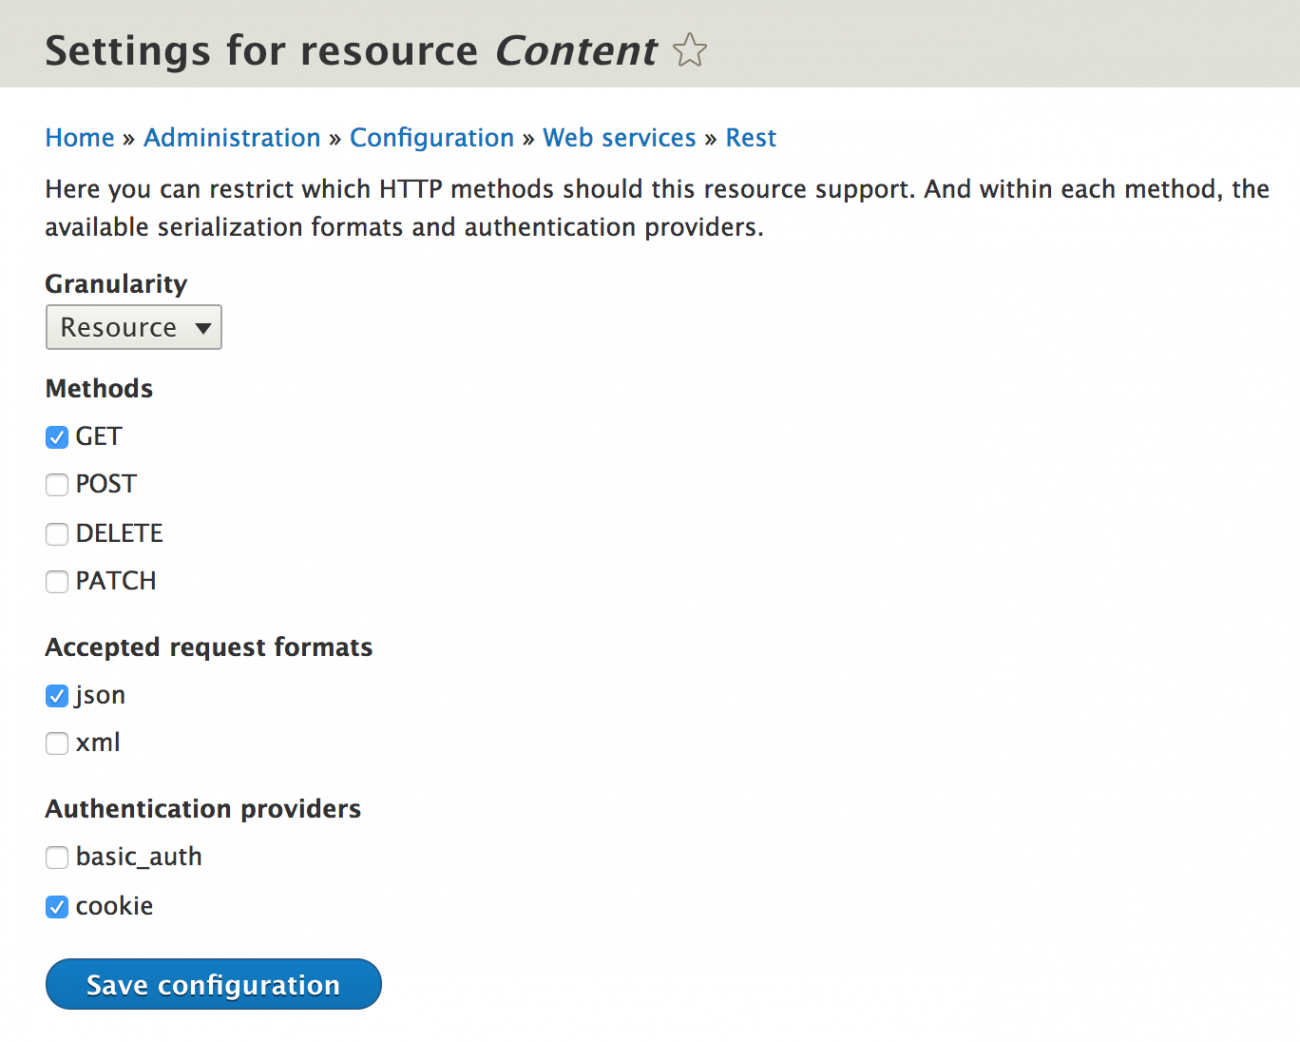 Settings for resource Content
Home » Administration » Configuration » Web services » Rest
Here you can restrict which HTTP methods should this resource support. And within each method, the
available serialization formats and authentication providers.
Granularity
Resource
Methods
GET
POST
DELETE
PATCH
Accepted request formats
json
xml
Authentication providers
basic_auth
cookie
Save configuration